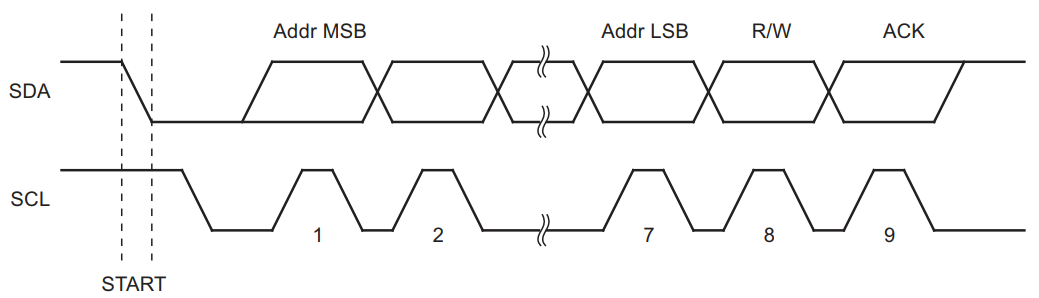 Addr MSB Addr LSB R/W ACK
SDA
SCL
1 2 7 8 9
START